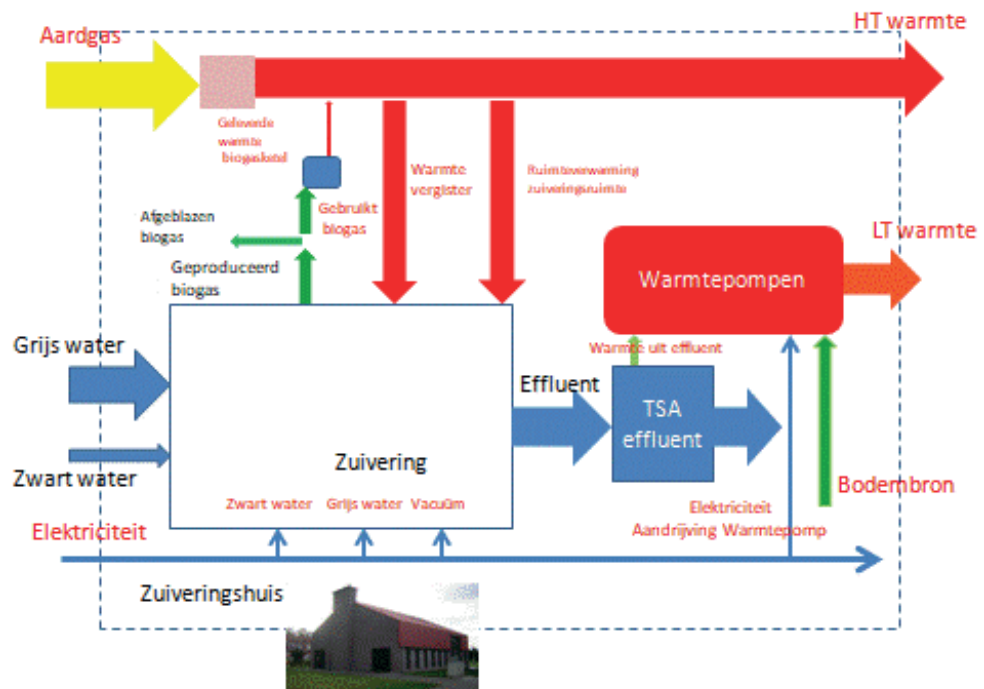 HT warmte
Aardgas
Geleverde
warmte
biogasketel
Warmte
vergister
Ruimteverwarming
zuiveringsruimte
Gebruikt
biogas
Afgeblazen
biogas
Geproduceerd
biogas
LT warmte
Warmtepompen
Grijs water
Warmte uit effluent
Effluent
TSA
effluent
Zuivering
Zwart water
Bodembron
Zwart water
Grijs water
Vacuüm
Elektriciteit
Aandrijving Warmtepomp
Elektriciteit
Zuiveringshuis